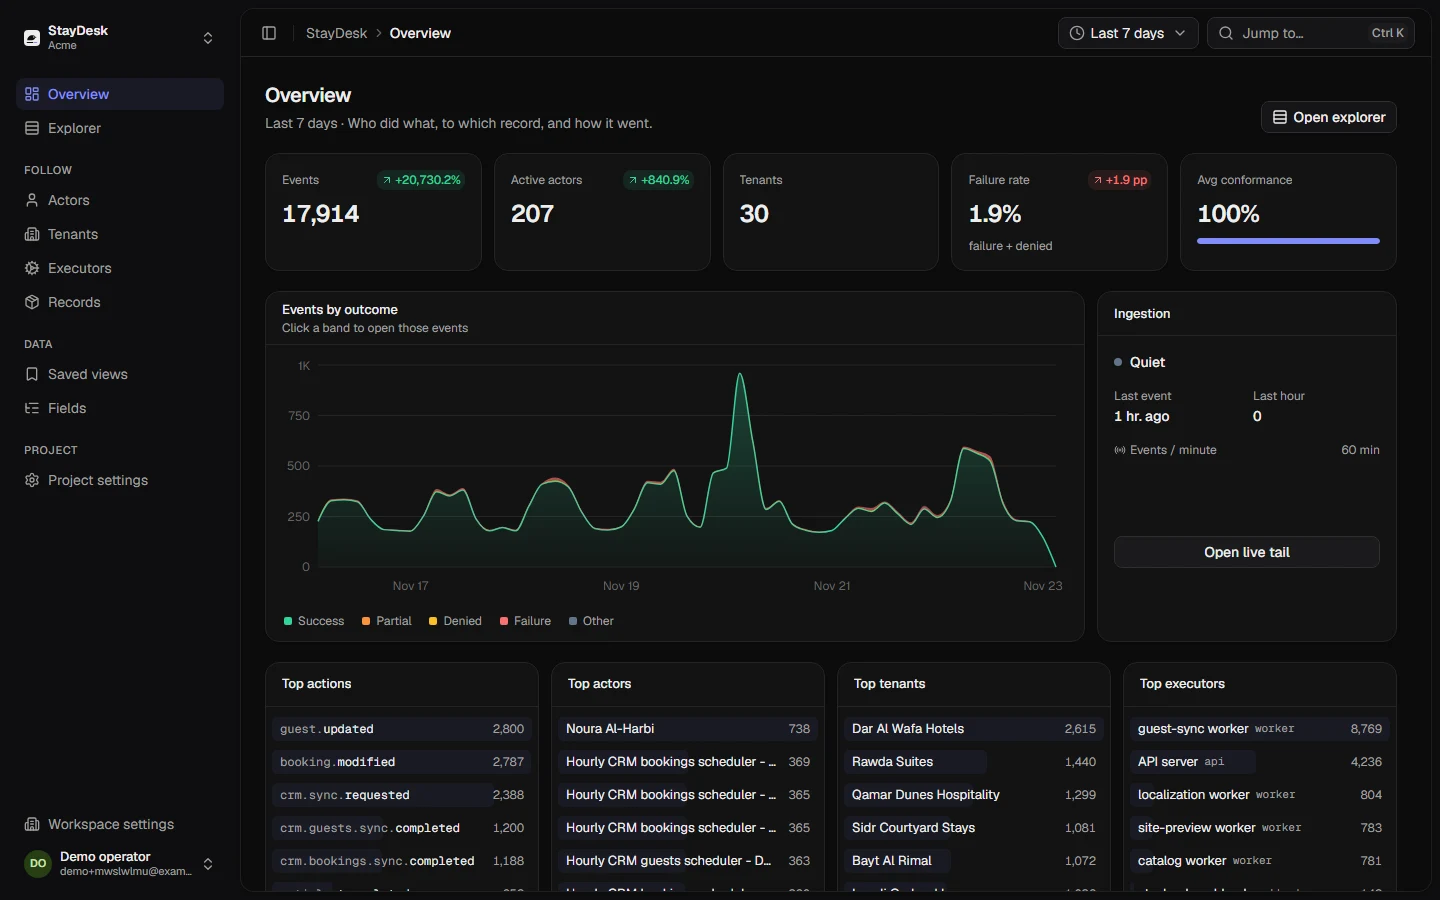 StayDesk
Acme
Overview
Explorer
FOLLOW
Actors
Tenants
Executors
Records
DATA
Saved views
Fields
PROJECT
Project settings
Workspace settings
DO
Demo operator
demo+mwslwlmu@exam…
StayDesk > Overview
Last 7 days
Jump to…
Ctrl K
Overview
Last 7 days · Who did what, to which record, and how it went.
Open explorer
Events
+20,730.2%
17,914
Active actors
+840.9%
207
Tenants
30
Failure rate
+1.9 pp
1.9%
failure + denied
Avg conformance
100%
Events by outcome
Click a band to open those events
1K
750
500
250
0
Nov 17
Nov 19
Nov 21
Nov 23
Success
Partial
Denied
Failure
Other
Ingestion
Quiet
Last event
Last hour
1 hr. ago
0
Events / minute
60 min
Open live tail
Top actions
guest.updated 2,800
booking.modified 2,787
crm.sync.requested 2,388
crm.guests.sync.completed 1,200
crm.bookings.sync.completed 1,188
Top actors
Noura Al-Harbi 738
Hourly CRM bookings scheduler - … 369
Hourly CRM bookings scheduler - … 365
Hourly CRM bookings scheduler - … 365
Hourly CRM guests scheduler - D… 363
Top tenants
Dar Al Wafa Hotels 2,615
Rawda Suites 1,440
Qamar Dunes Hospitality 1,299
Sidr Courtyard Stays 1,081
Bayt Al Rimal 1,072
Top executors
guest-sync worker worker 8,769
API server api 4,236
localization worker worker 804
site-preview worker worker 783
catalog worker worker 781